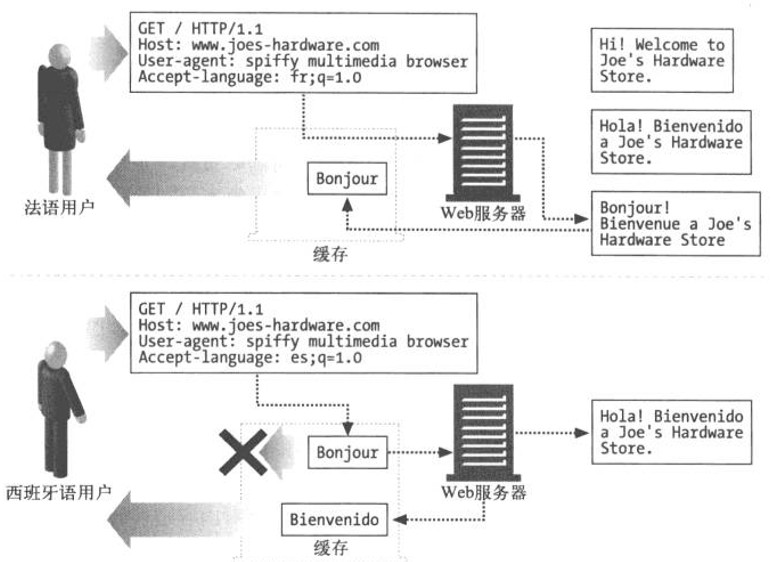 GET / HTTP/1.1
Host: www.joes-hardware.com
User-agent: spiffy multimedia browser
Accept-language: fr;q=1.0
Hi! Welcome to
Joe's Hardware
Store.
Hola! Bienvenido
a Joe's Hardware
Store.
Bonjour
法语用户
Web服务器
Bonjour!
Bienvenue a Joe's
Hardware Store
缓存
GET / HTTP/1.1
Host: www.joes-hardware.com
User-agent: spiffy multimedia browser
Accept-language: es;q=1.0
Hola! Bienvenido
a Joe's Hardware
Store.
Bonjour
西班牙语用户
Web服务器
Bienvenido
缓存